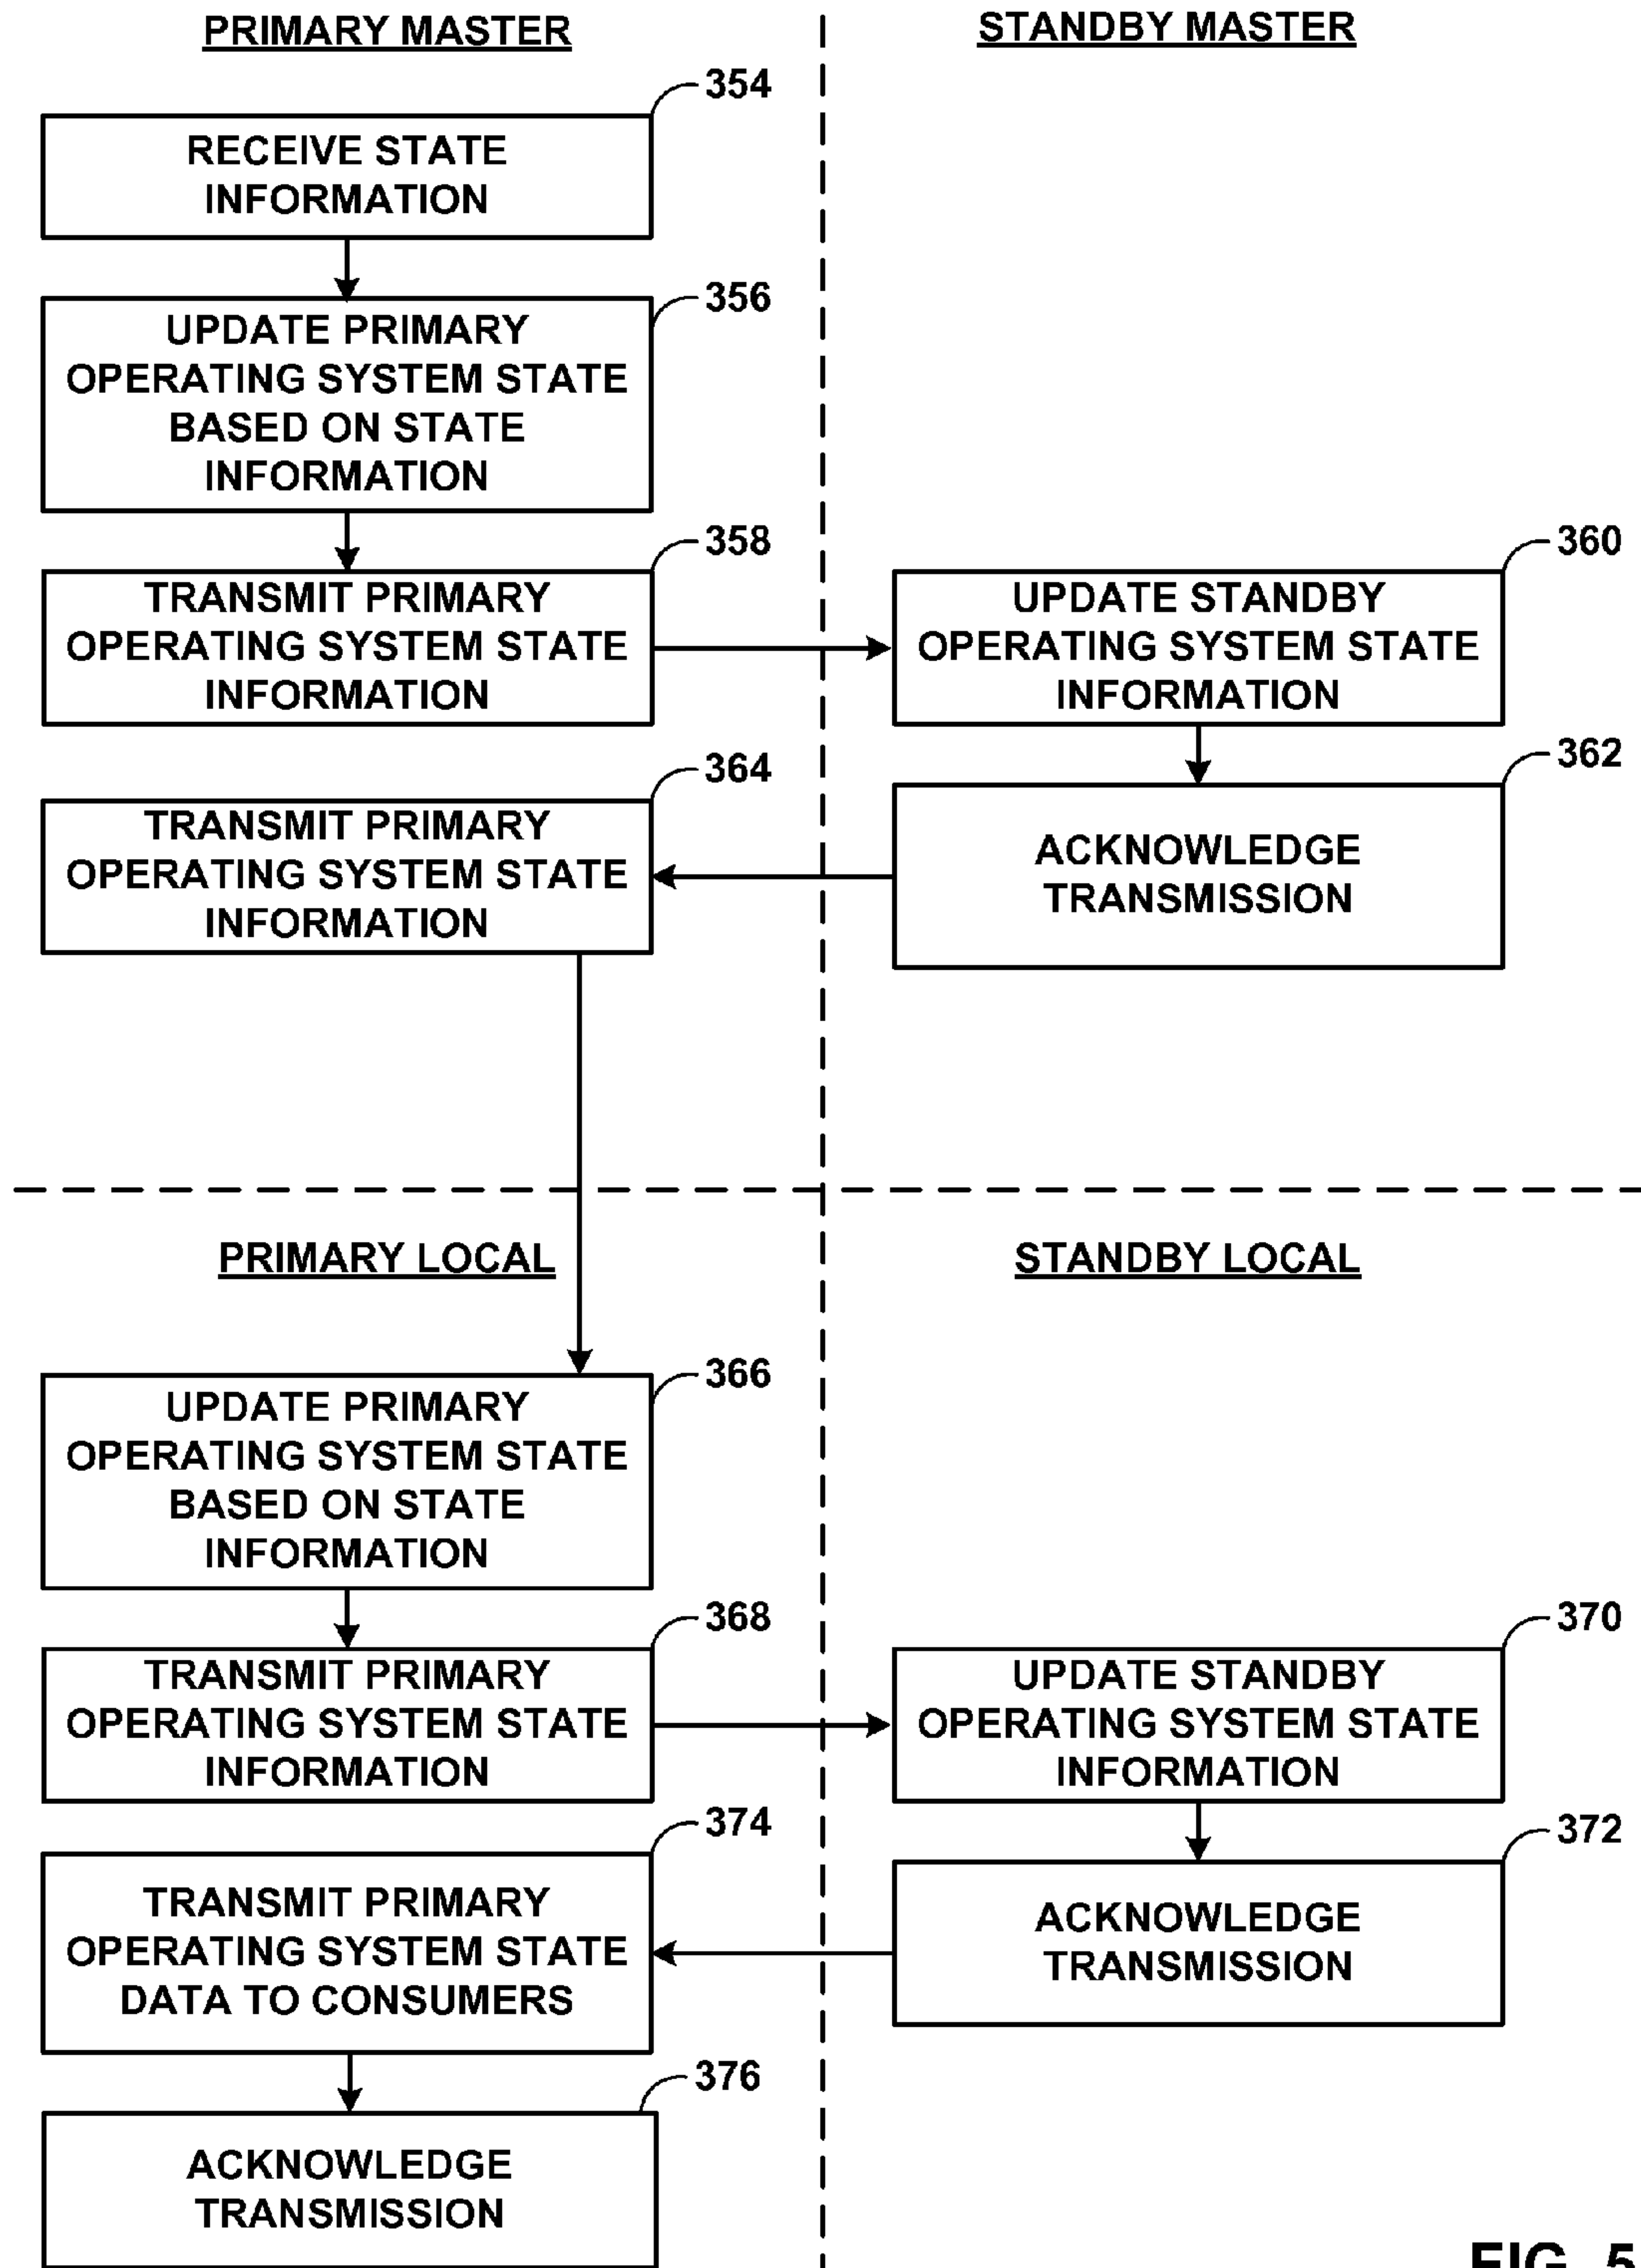 PRIMARY MASTER
STANDBY MASTER
354
RECEIVE STATE
INFORMATION
356
UPDATE PRIMARY
OPERATING SYSTEM STATE
BASED ON STATE
INFORMATION
358
TRANSMIT PRIMARY
OPERATING SYSTEM STATE
INFORMATION
360
UPDATE STANDBY
OPERATING SYSTEM STATE
INFORMATION
362
ACKNOWLEDGE
TRANSMISSION
364
TRANSMIT PRIMARY
OPERATING SYSTEM STATE
INFORMATION
PRIMARY LOCAL
STANDBY LOCAL
366
UPDATE PRIMARY
OPERATING SYSTEM STATE
BASED ON STATE
INFORMATION
368
TRANSMIT PRIMARY
OPERATING SYSTEM STATE
INFORMATION
370
UPDATE STANDBY
OPERATING SYSTEM STATE
INFORMATION
372
ACKNOWLEDGE
TRANSMISSION
374
TRANSMIT PRIMARY
OPERATING SYSTEM STATE
DATA TO CONSUMERS
376
ACKNOWLEDGE
TRANSMISSION
FIG. 5